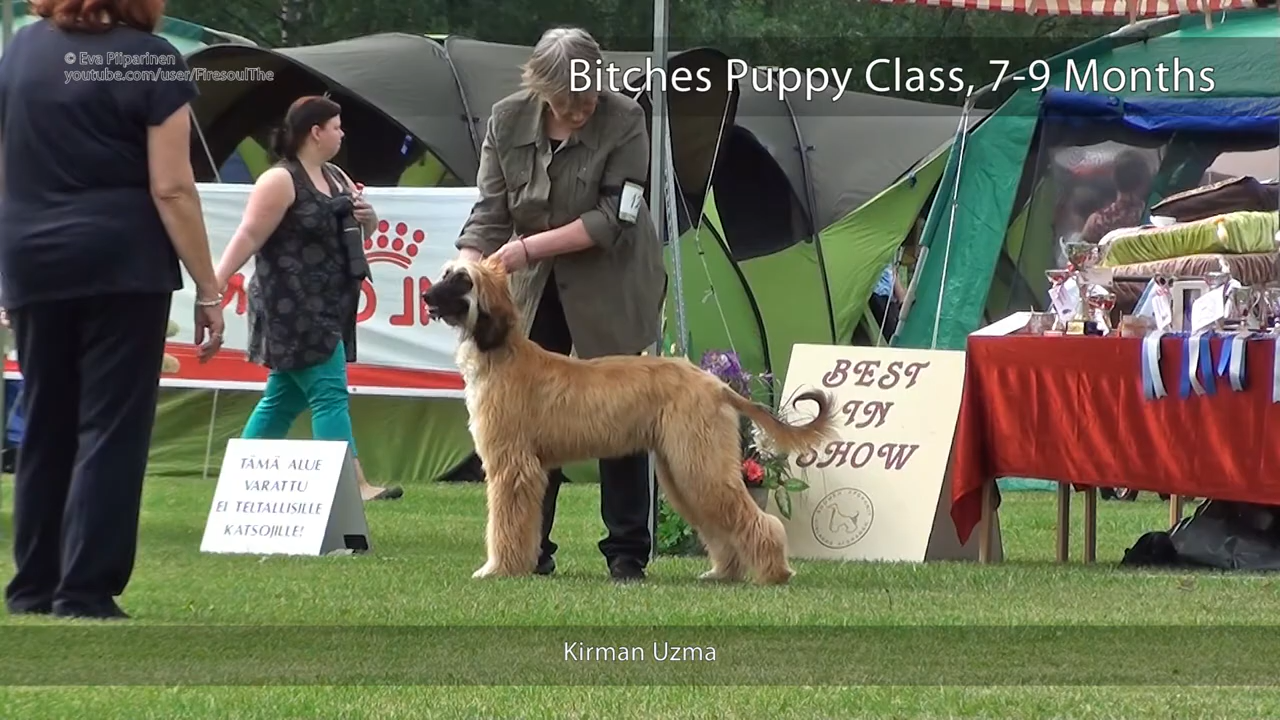 © Eva Piiparinen
youtube.com/user/FiresoulThe
Bitches Puppy Class, 7-9 Months
BEST
IN
SHOW
TÄMÄ ALUE
VARATTU
EI TELTALLISILLE
KATSOJILLE!
Kirman Uzma